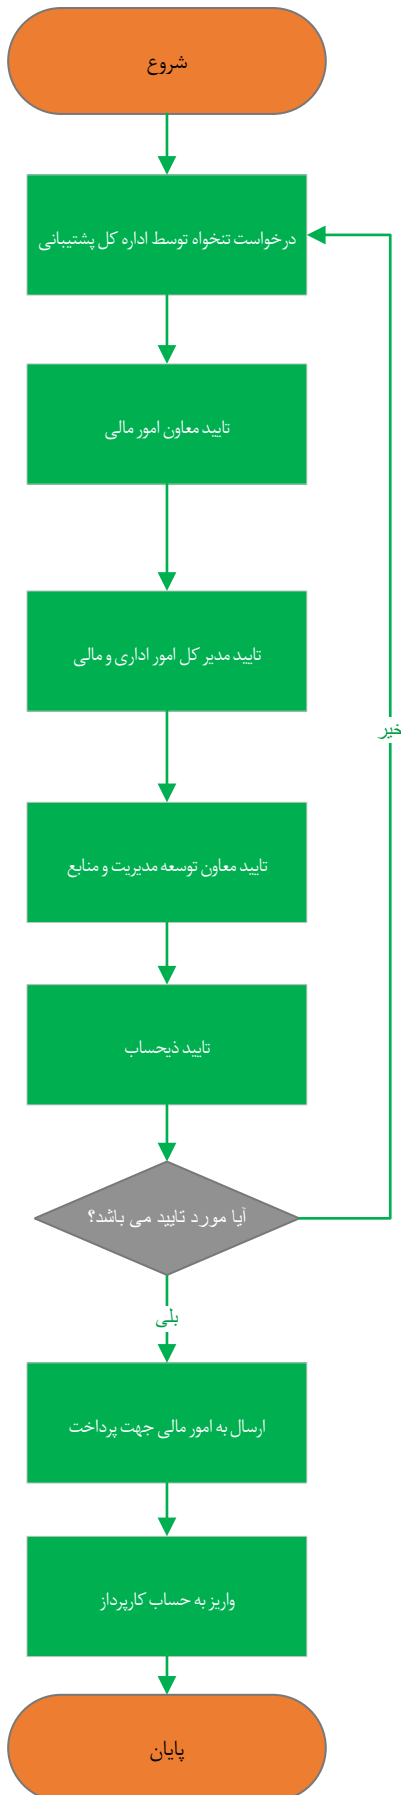 شروع
درخواست تنخواه توسط اداره کل پشتیبانی
تایید معاون امور مالی
تایید مدیر کل امور اداری و مالی
خیر
تایید معاون توسعه مدیریت و منابع
تایید ذیحساب
آیا مورد تایید می باشد؟
بلی
ارسال به امور مالی جهت پرداخت
واریز به حساب کارپرداز
پایان